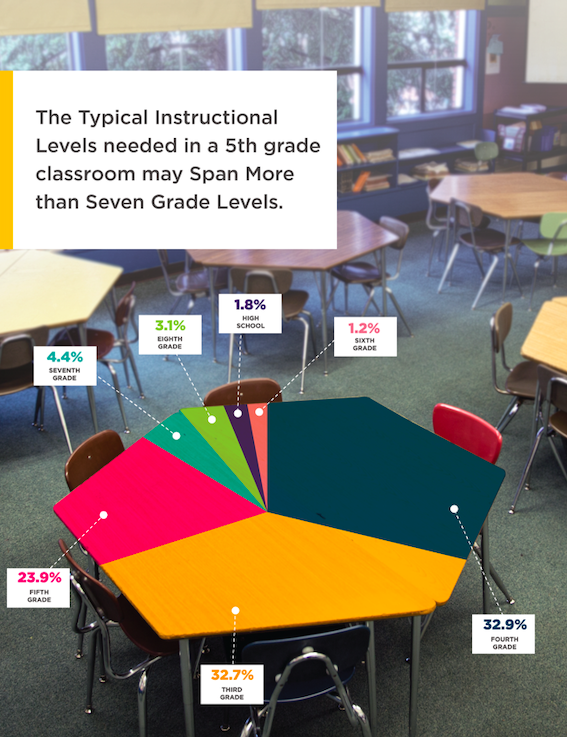 The Typical Instructional
Levels needed in a 5th grade
classroom may Span More
than Seven Grade Levels.
1.8%
HIGH
SCHOOL
3.1%
EIGHTH
GRADE
1.2%
SIXTH
GRADE
4.4%
SEVENTH
GRADE
23.9%
FIFTH
GRADE
32.9%
FOURTH
GRADE
32.7%
THIRD
GRADE